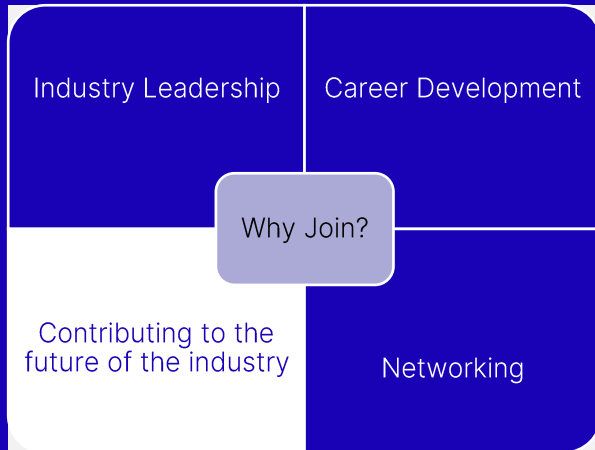 Industry Leadership
Career Development
Why Join?
Contributing to the
future of the industry
Networking